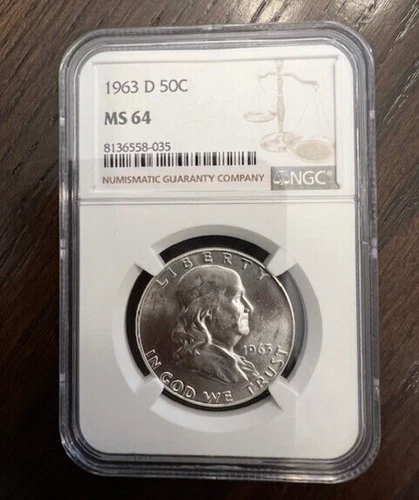 1963 D 50C
MS 64
8136558-035
NUMISMATIC GUARANTY COMPANY
NGC
LIBERTY
1963
IN GOD WE TRUST